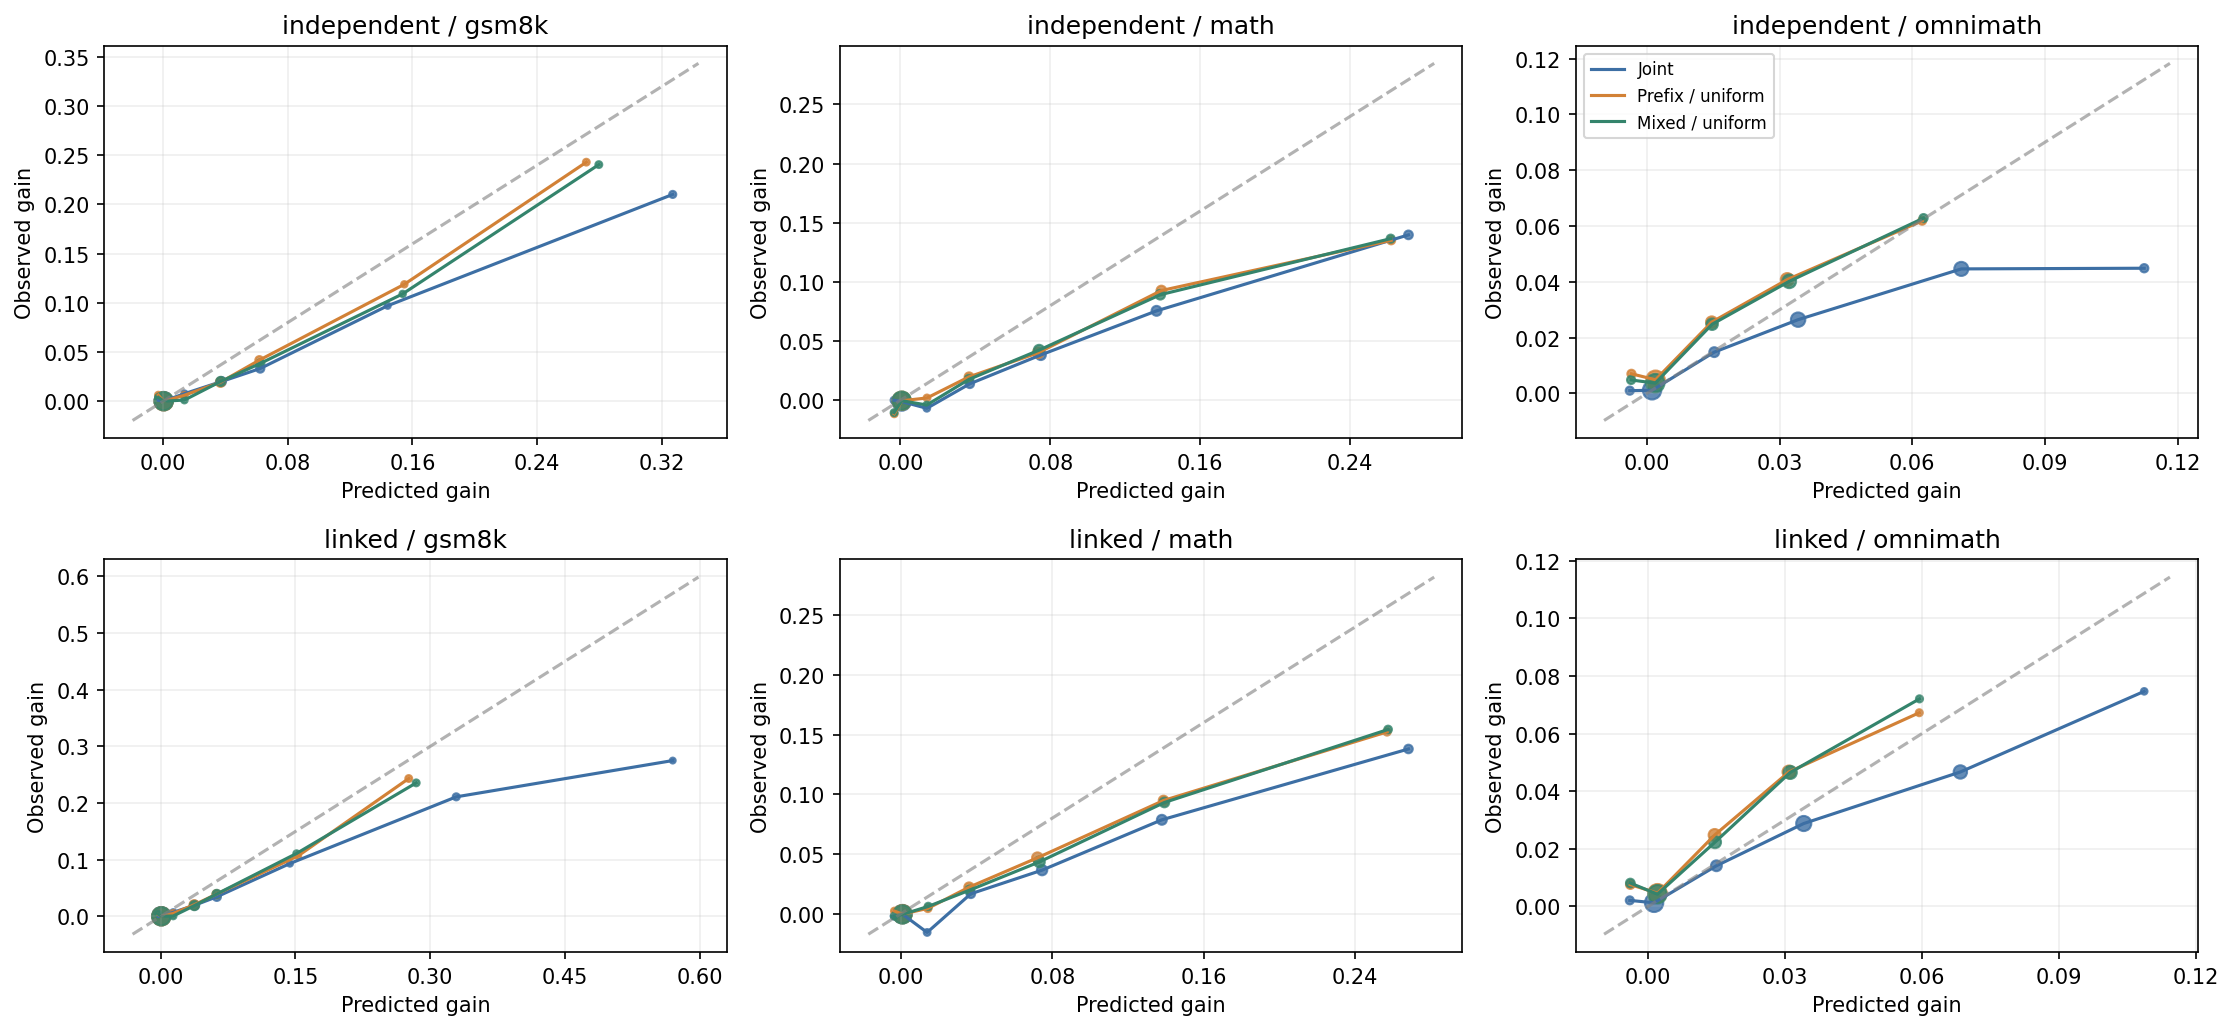 independent / gsm8k
0.35
0.30
0.25
0.20
0.15
0.10
0.05
0.00
Observed gain
0.00 0.08 0.16 0.24 0.32
Predicted gain
independent / math
0.25
0.20
0.15
0.10
0.05
0.00
Observed gain
0.00 0.08 0.16 0.24
Predicted gain
independent / omnimath
Joint
Prefix / uniform
Mixed / uniform
0.12
0.10
0.08
0.06
0.04
0.02
0.00
Observed gain
0.00 0.03 0.06 0.09 0.12
Predicted gain
linked / gsm8k
0.6
0.5
0.4
0.3
0.2
0.1
0.0
Observed gain
0.00 0.15 0.30 0.45 0.60
Predicted gain
linked / math
0.25
0.20
0.15
0.10
0.05
0.00
Observed gain
0.00 0.08 0.16 0.24
Predicted gain
linked / omnimath
0.12
0.10
0.08
0.06
0.04
0.02
0.00
Observed gain
0.00 0.03 0.06 0.09 0.12
Predicted gain